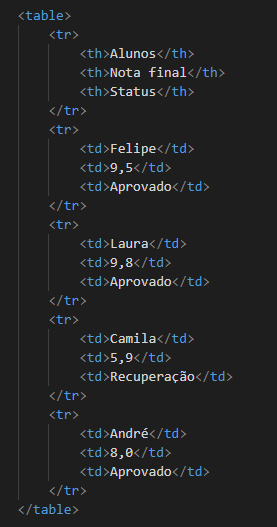 <table>
<tr>
<th>Alunos</th>
<th>Nota final</th>
<th>Status</th>
</tr>
<tr>
<td>Felipe</td>
<td>9,5</td>
<td>Aprovado</td>
</tr>
<tr>
<td>Laura</td>
<td>9,8</td>
<td>Aprovado</td>
</tr>
<tr>
<td>Camila</td>
<td>5,9</td>
<td>Recuperação</td>
</tr>
<tr>
<td>André</td>
<td>8,0</td>
<td>Aprovado</td>
</tr>
</table>